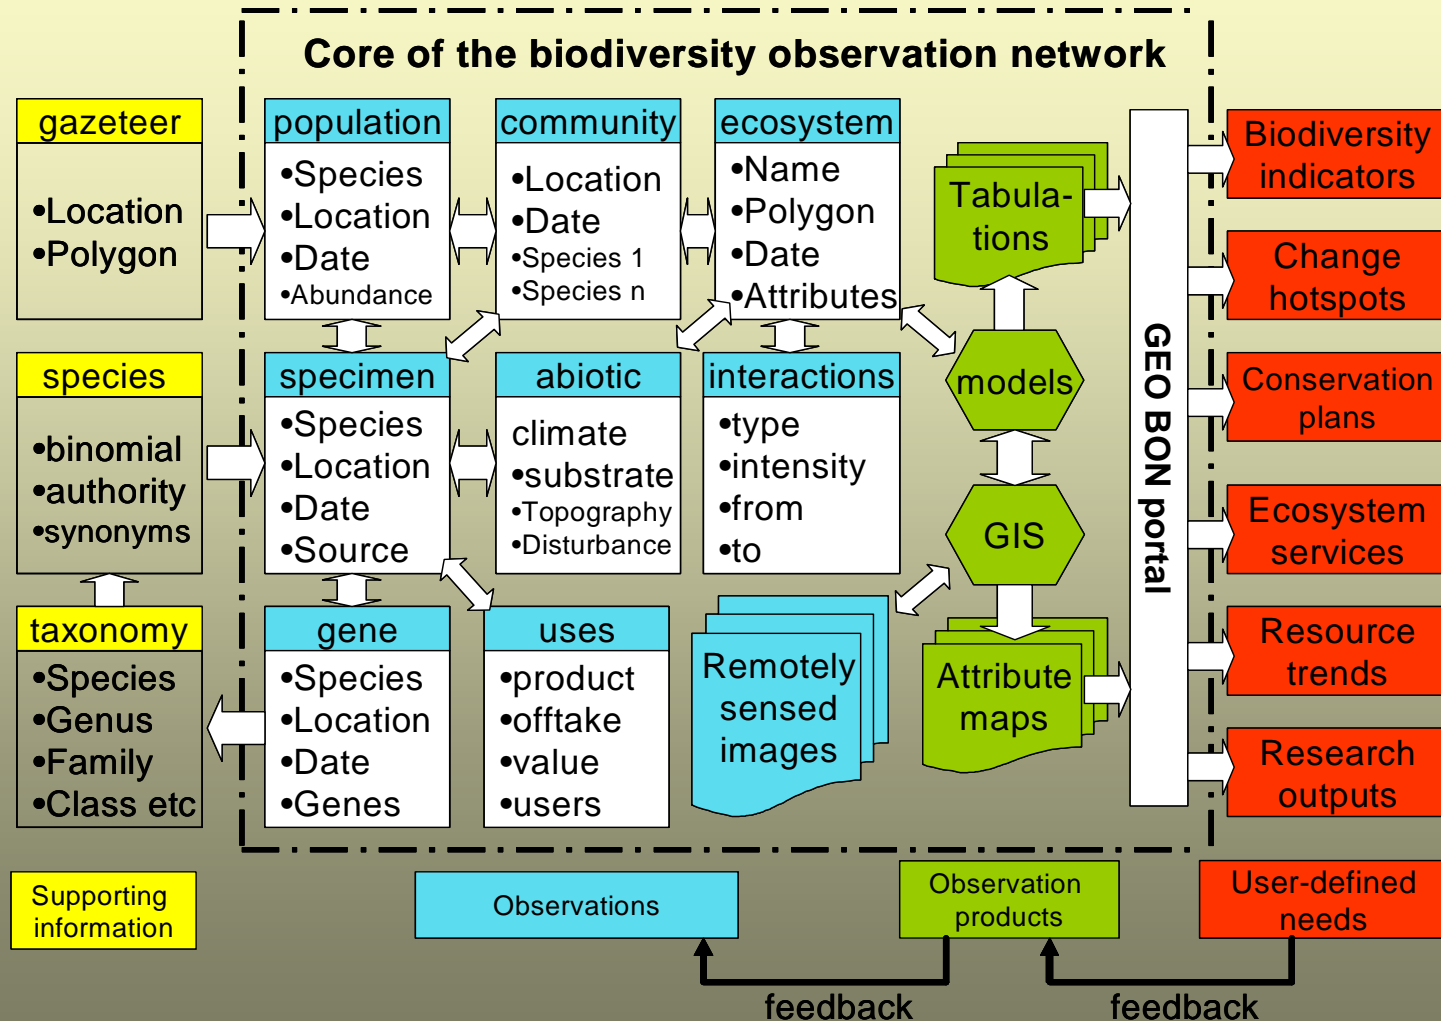 Core of the biodiversity observation network
gazeteer
•Location
•Polygon
species
•binomial
•authority
•synonyms
taxonomy
•Species
•Genus
•Family
•Class etc
population
•Species
•Location
•Date
•Abundance
community
•Location
•Date
•Species 1
•Species n
ecosystem
•Name
•Polygon
•Date
•Attributes
specimen
•Species
•Location
•Date
•Source
abiotic
climate
•substrate
•Topography
•Disturbance
interactions
•type
•intensity
•from
•to
gene
•Species
•Location
•Date
•Genes
uses
•product
•offtake
•value
•users
Remotely
sensed
images
Tabula-
tions
models
GIS
Attribute
maps
GEO BON portal
Biodiversity
indicators
Change
hotspots
Conservation
plans
Ecosystem
services
Resource
trends
Research
outputs
Supporting
information
Observations
Observation
products
User-defined
needs
feedback
feedback